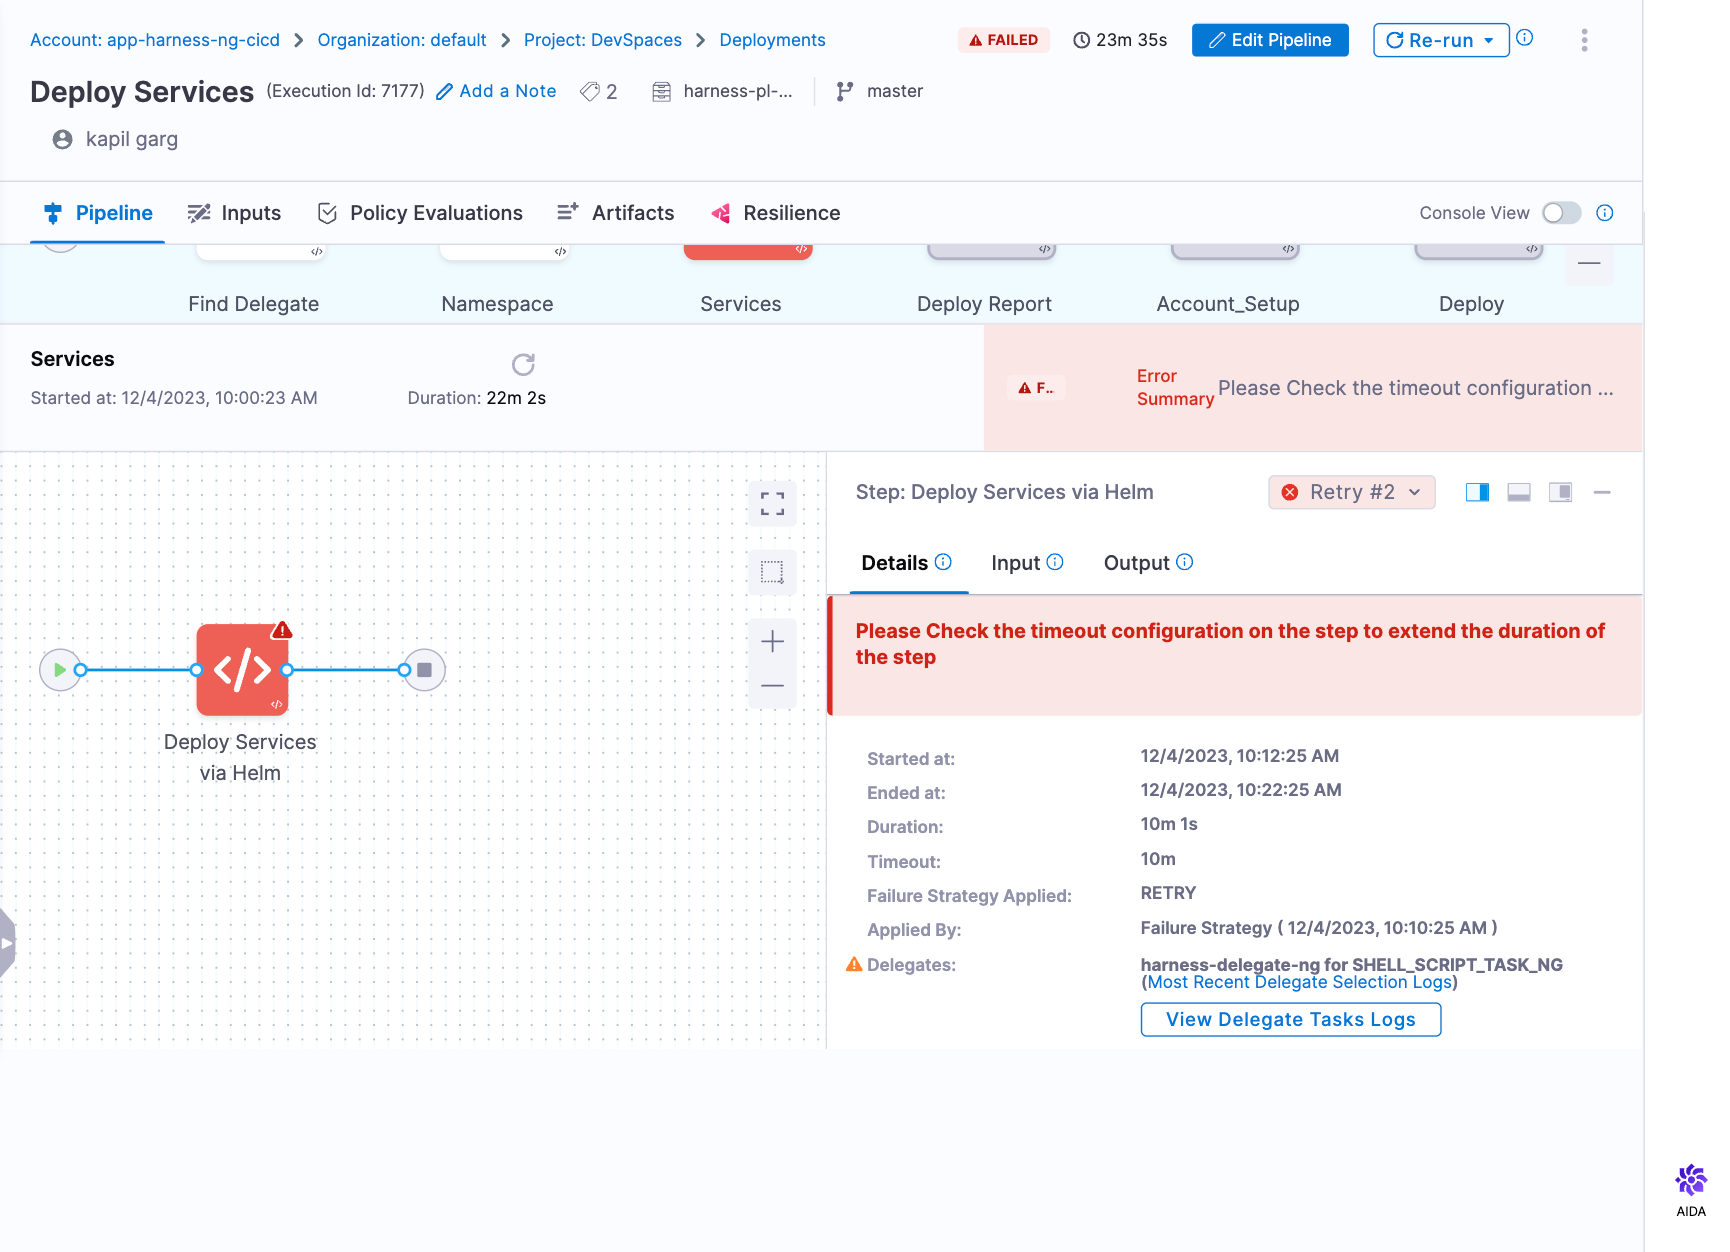 Account: app-harness-ng-cicd > Organization: default > Project: DevSpaces > Deployments
FAILED
23m 35s
Edit Pipeline
Re-run
Deploy Services (Execution Id: 7177) Add a Note 2 harness-pl-... master
kapil garg
Pipeline Inputs Policy Evaluations Artifacts Resilience
Console View
Find Delegate Namespace Services Deploy Report Account_Setup Deploy
Services
Started at: 12/4/2023, 10:00:23 AM
Duration: 22m 2s
F..
Error
Summary
Please Check the timeout configuration ...
Step: Deploy Services via Helm
Retry #2
Details Input Output
Please Check the timeout configuration on the step to extend the duration of
the step
Deploy Services
via Helm
Started at: 12/4/2023, 10:12:25 AM
Ended at: 12/4/2023, 10:22:25 AM
Duration: 10m 1s
Timeout: 10m
Failure Strategy Applied: RETRY
Applied By: Failure Strategy ( 12/4/2023, 10:10:25 AM )
Delegates: harness-delegate-ng for SHELL_SCRIPT_TASK_NG
(Most Recent Delegate Selection Logs)
View Delegate Tasks Logs
AIDA